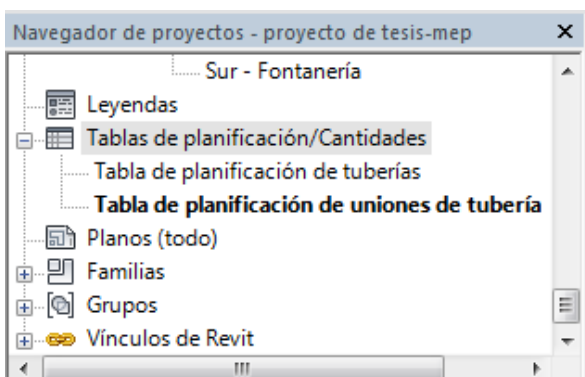 Navegador de proyectos - proyecto de tesis-mep
Sur - Fontanería
Leyendas
Tablas de planificación/Cantidades
Tabla de planificación de tuberías
Tabla de planificación de uniones de tubería
Planos (todo)
Familias
Grupos
Vínculos de Revit